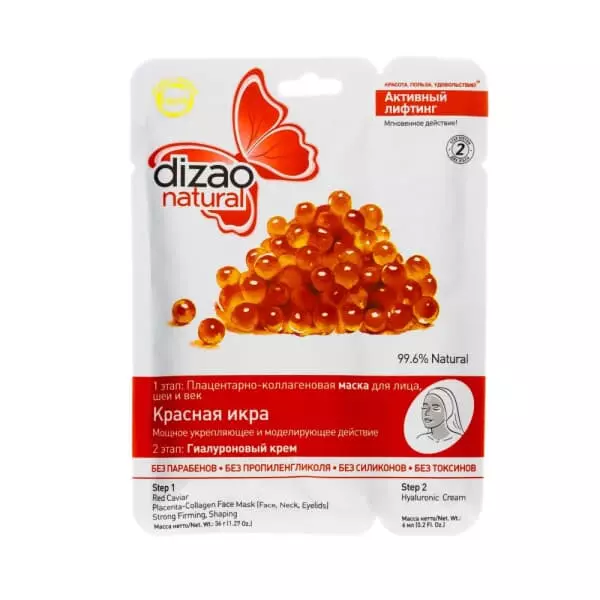 dizao
natural
КРАСОТА, ПОЛЬЗА, УДОВОЛЬСТВИЕ!
Активный
лифтинг
Мгновенное действие!
2
99.6% Natural
1 этап: Плацентарно-коллагеновая маска для лица,
шеи и век
Красная икра
Мощное укрепляющее и моделирующее действие
2 этап: Гиалуроновый крем
БЕЗ ПАРАБЕНОВ • БЕЗ ПРОПИЛЕНГЛИКОЛЯ • БЕЗ СИЛИКОНОВ • БЕЗ ТОКСИНОВ
Step 1
Red Caviar
Placenta-Collagen Face Mask (Face, Neck, Eyelids)
Strong Firming, Shaping
Масса нетто/Net. Wt.: 36 г (1.27 Oz.)
Step 2
Hyaluronic Cream
Масса нетто/Net. Wt.:
6 мл (0.2 Fl. Oz.)